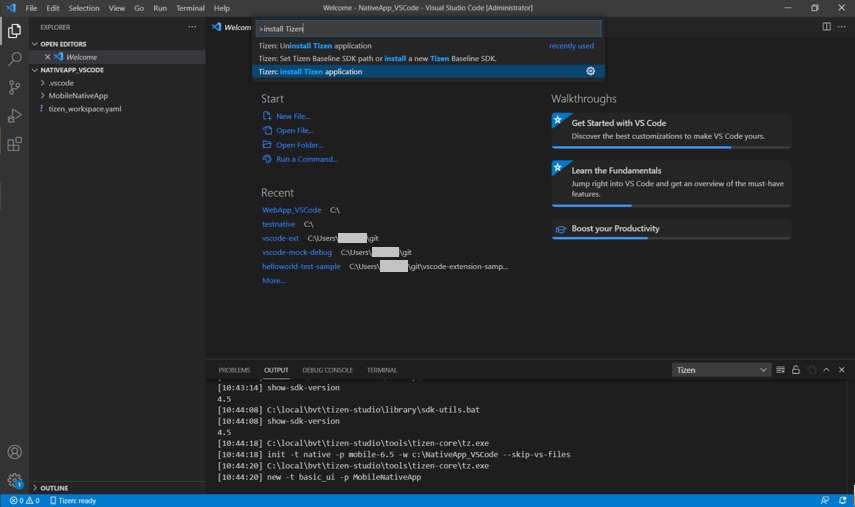 File Edit Selection View Go Run Terminal Help
Welcome - NativeApp_VSCode - Visual Studio Code [Administrator]
EXPLORER
Welcome
>install Tizen
Tizen: Uninstall Tizen application
recently used
Tizen: Set Tizen Baseline SDK path or install a new Tizen Baseline SDK.
Tizen: Install Tizen application
OPEN EDITORS
Welcome
NATIVEAPP_VSCODE
.vscode
MobileNativeApp
! tizen_workspace.yaml
OUTLINE
Start
New File...
Open File...
Open Folder...
Run a Command...
Recent
WebApp_VSCode C:\
testnative C:\
vscode-ext C:\Users\ \git
vscode-mock-debug C:\Users\ \git
helloworld-test-sample C:\Users\ \git\vscode-extension-samp...
More...
Walkthroughs
Get Started with VS Code
Discover the best customizations to make VS Code yours.
Learn the Fundamentals
Jump right into VS Code and get an overview of the must-have
features.
Boost your Productivity
PROBLEMS OUTPUT DEBUG CONSOLE TERMINAL
Tizen
[10:43:14] show-sdk-version
4.5
[10:44:08] C:\local\bvt\tizen-studio\library\sdk-utils.bat
[10:44:08] show-sdk-version
4.5
[10:44:18] C:\local\bvt\tizen-studio\tools\tizen-core\tz.exe
[10:44:18] init -t native -p mobile-6.5 -w c:\NativeApp_VSCode --skip-vs-files
[10:44:20] C:\local\bvt\tizen-studio\tools\tizen-core\tz.exe
[10:44:20] new -t basic_ui -p MobileNativeApp
1
0 0 Tizen: ready